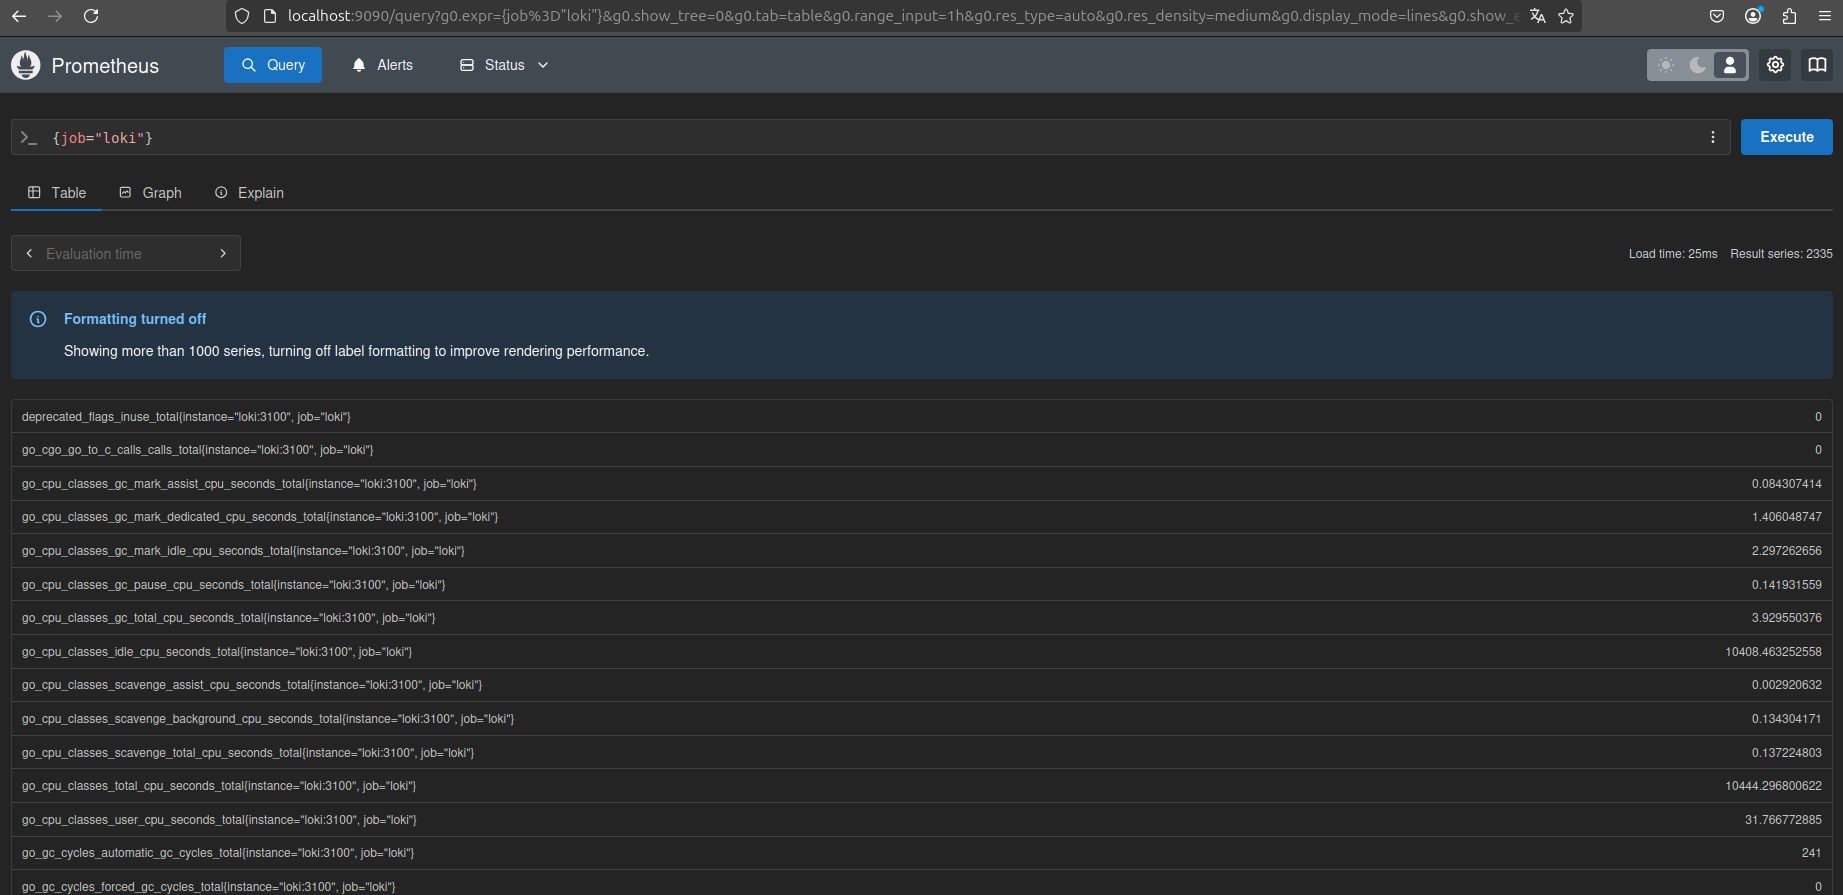 localhost:9090/query?g0.expr={job%3D"loki"}&g0.show_tree=0&g0.tab=table&g0.range_input=1h&g0.res_type=auto&g0.res_density=medium&g0.display_mode=lines&g0.show_e
Prometheus Query Alerts Status
{job="loki"} Execute
Table Graph Explain
Evaluation time Load time: 25ms Result series: 2335
Formatting turned off
Showing more than 1000 series, turning off label formatting to improve rendering performance.
deprecated_flags_inuse_total{instance="loki:3100", job="loki"} 0
go_cgo_go_to_c_calls_calls_total{instance="loki:3100", job="loki"} 0
go_cpu_classes_gc_mark_assist_cpu_seconds_total{instance="loki:3100", job="loki"} 0.084307414
go_cpu_classes_gc_mark_dedicated_cpu_seconds_total{instance="loki:3100", job="loki"} 1.406048747
go_cpu_classes_gc_mark_idle_cpu_seconds_total{instance="loki:3100", job="loki"} 2.297262656
go_cpu_classes_gc_pause_cpu_seconds_total{instance="loki:3100", job="loki"} 0.141931559
go_cpu_classes_gc_total_cpu_seconds_total{instance="loki:3100", job="loki"} 3.929550376
go_cpu_classes_idle_cpu_seconds_total{instance="loki:3100", job="loki"} 10408.463252558
go_cpu_classes_scavenge_assist_cpu_seconds_total{instance="loki:3100", job="loki"} 0.002920632
go_cpu_classes_scavenge_background_cpu_seconds_total{instance="loki:3100", job="loki"} 0.134304171
go_cpu_classes_scavenge_total_cpu_seconds_total{instance="loki:3100", job="loki"} 0.137224803
go_cpu_classes_total_cpu_seconds_total{instance="loki:3100", job="loki"} 10444.296800622
go_cpu_classes_user_cpu_seconds_total{instance="loki:3100", job="loki"} 31.766772885
go_gc_cycles_automatic_gc_cycles_total{instance="loki:3100", job="loki"} 241
go_gc_cycles_forced_gc_cycles_total{instance="loki:3100", job="loki"} 0